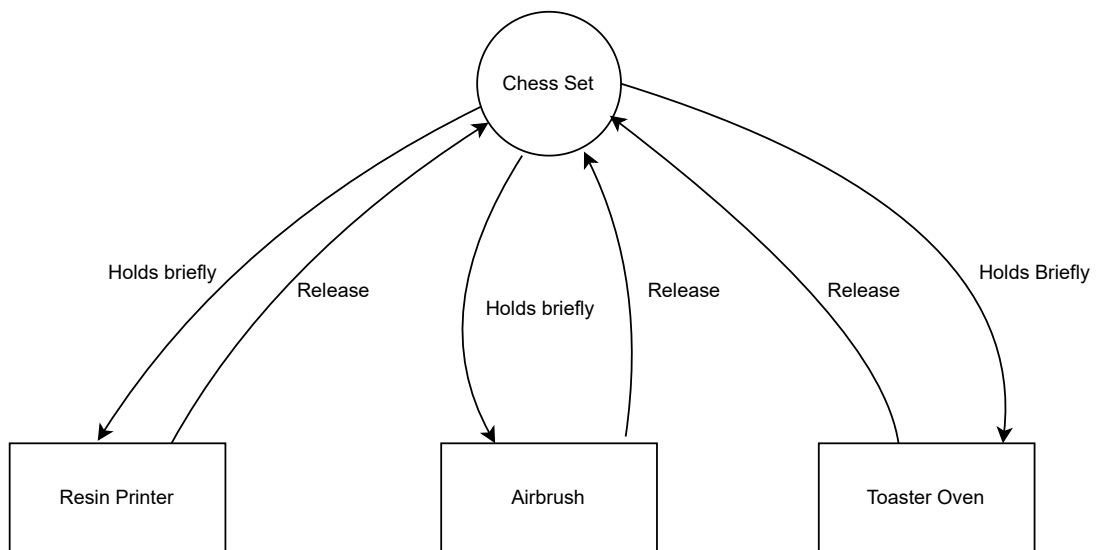 Chess Set
Holds briefly
Release
Holds briefly
Release
Release
Holds Briefly
Resin Printer
Airbrush
Toaster Oven